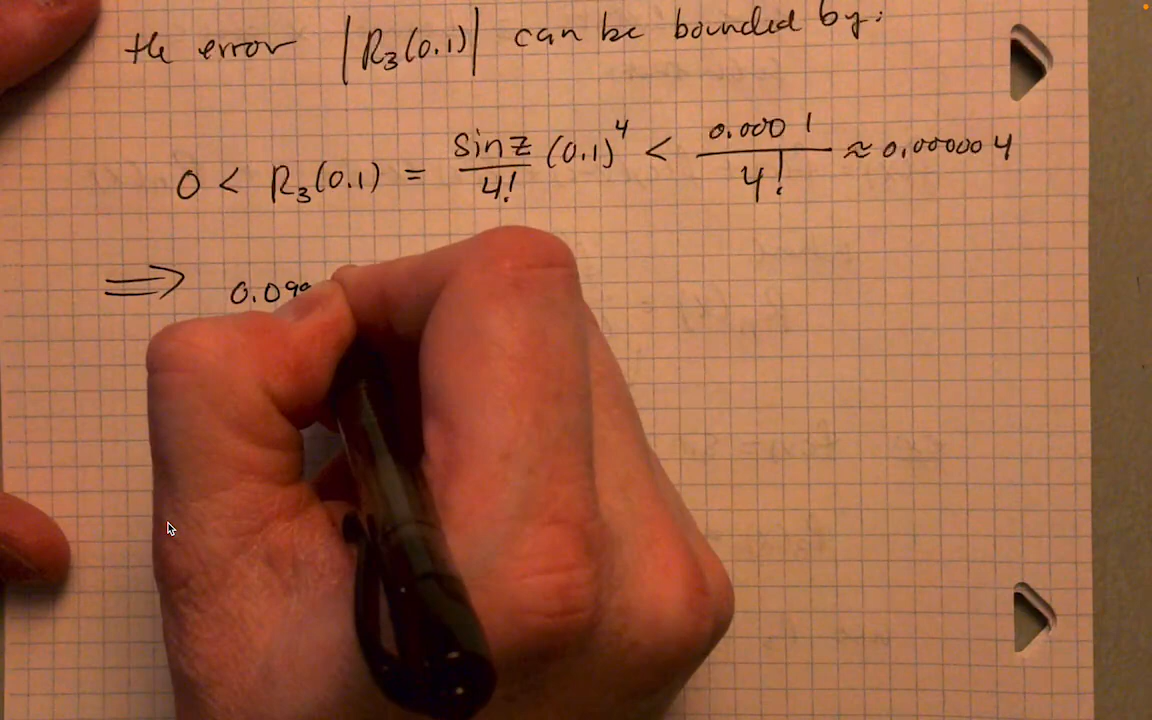 the error |R₃(0.1)| can be bounded by:
0 < R₃(0.1) = sin z / 4! (0.1)⁴ < 0.0001 / 4! ≈ 0,000004
⟹ 0.09